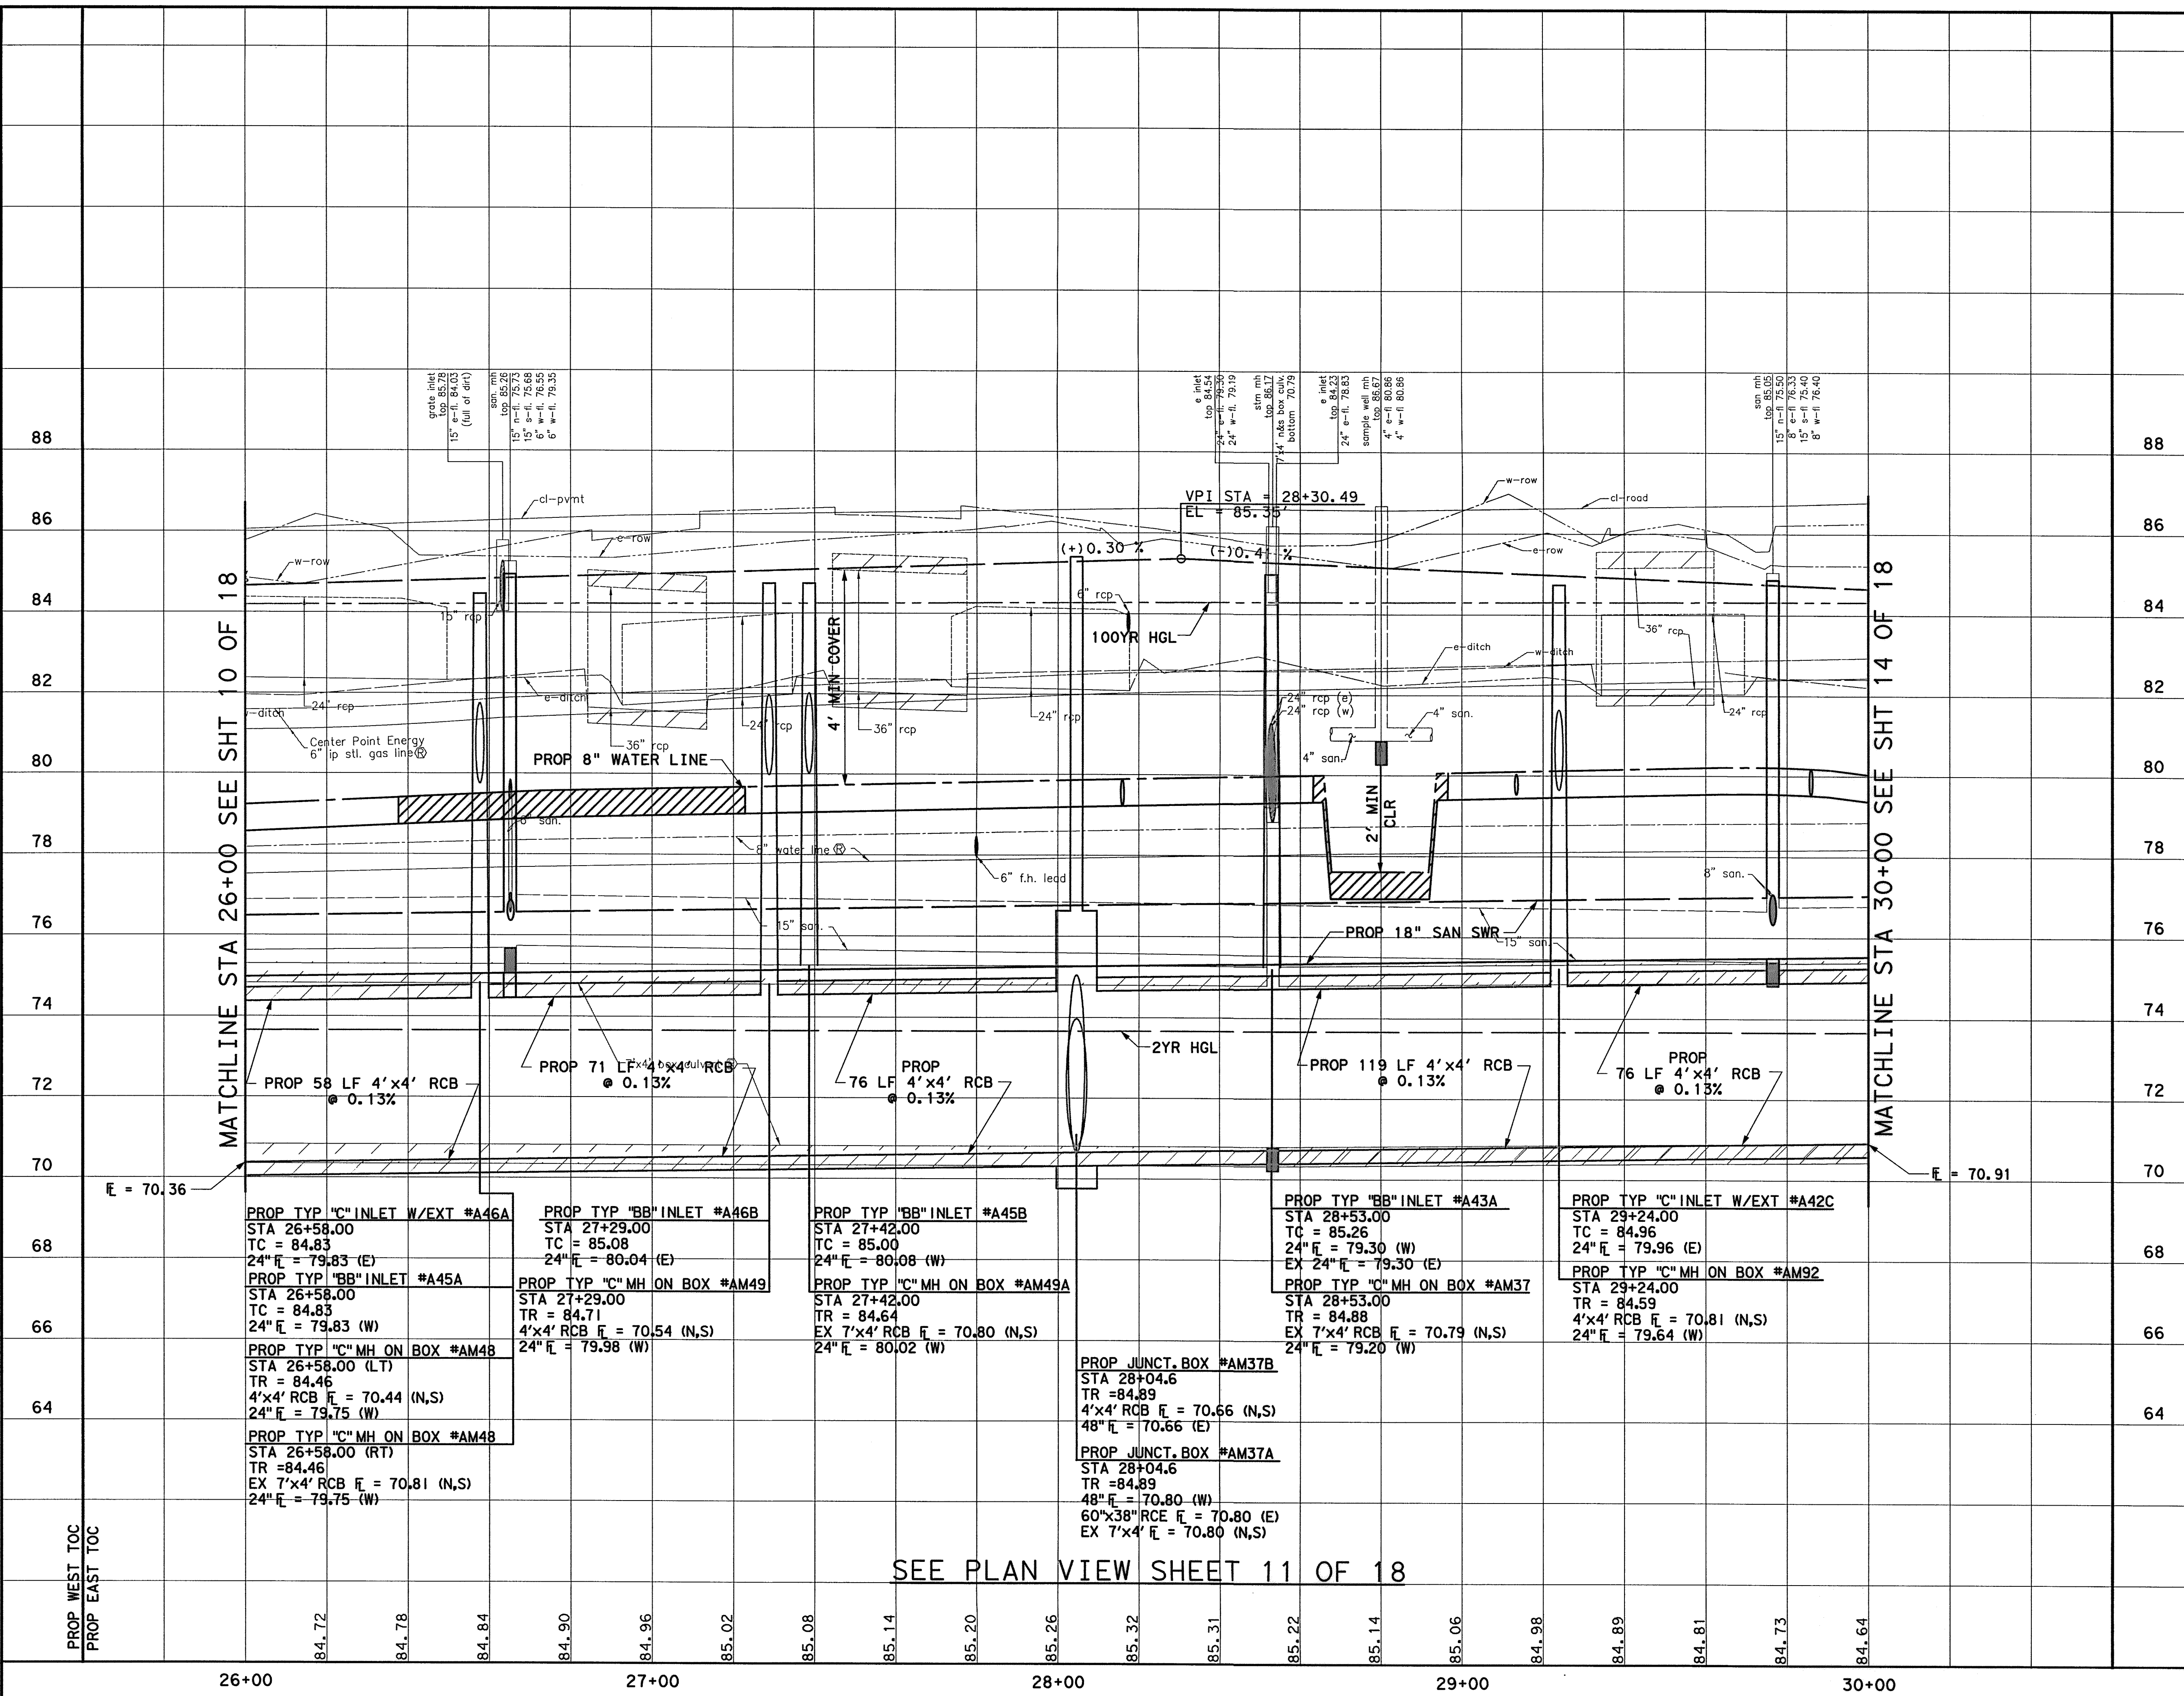 grate inlet
top 85.78
15" e-fl. 84.03
(full of dirt)
san. mh
top 85.26
15" n-fl. 75.73
15" s-fl. 75.68
6" w-fl. 76.55
6" w-fl. 79.35
e inlet
top 84.54
24" e-fl. 79.30
24" w-fl. 79.19
stm mh
top 86.17
7'x4' n&s box culv.
bottom 70.79
e inlet
top 84.23
24" e-fl. 78.83
sample well mh
top 86.67
4" e-fl 80.86
4" w-fl 80.86
san mh
top 85.05
15" n-fl 75.50
8" e-fl 76.33
15" s-fl 75.40
8" w-fl 76.40
88
88
86
86
84
84
82
82
80
80
78
78
76
76
74
74
72
72
70
70
68
68
66
66
64
64
MATCHLINE STA 26+00 SEE SHT 10 OF 18
MATCHLINE STA 30+00 SEE SHT 14 OF 18
cl-pvmt
w-row
e-row
VPI STA = 28+30.49
EL = 85.35'
(+)0.30 %
(-)0.41 %
w-row
cl-road
e-row
15" rcp
6" rcp
100YR HGL
36" rcp
e-ditch
w-ditch
24" rcp
e-ditch
24" rcp
36" rcp
24" rcp
24" rcp (e)
24" rcp (w)
24" rcp
4" san.
4" san.
Center Point Energy
6" ip stl. gas line Ⓡ
36" rcp
PROP 8" WATER LINE
4' MIN COVER
2' MIN
CLR
8" water line Ⓡ
6" f.h. lead
8" san.
15" san.
PROP 18" SAN SWR
15" san.
2YR HGL
PROP 58 LF 4'x4' RCB
@ 0.13%
PROP 71 LF 4'x4' RCB
@ 0.13%
PROP
76 LF 4'x4' RCB
@ 0.13%
PROP 119 LF 4'x4' RCB
@ 0.13%
PROP
76 LF 4'x4' RCB
@ 0.13%
FL = 70.36
FL = 70.91
PROP TYP "C" INLET W/EXT #A46A
STA 26+58.00
TC = 84.83
24" FL = 79.83 (E)
PROP TYP "BB" INLET #A45A
STA 26+58.00
TC = 84.83
24" FL = 79.83 (W)
PROP TYP "C" MH ON BOX #AM48
STA 26+58.00 (LT)
TR = 84.46
4'x4' RCB FL = 70.44 (N,S)
24" FL = 79.75 (W)
PROP TYP "C" MH ON BOX #AM48
STA 26+58.00 (RT)
TR =84.46
EX 7'x4' RCB FL = 70.81 (N,S)
24" FL = 79.75 (W)
PROP TYP "BB" INLET #A46B
STA 27+29.00
TC = 85.08
24" FL = 80.04 (E)
PROP TYP "C" MH ON BOX #AM49
STA 27+29.00
TR = 84.71
4'x4' RCB FL = 70.54 (N,S)
24" FL = 79.98 (W)
PROP TYP "BB" INLET #A45B
STA 27+42.00
TC = 85.00
24" FL = 80.08 (W)
PROP TYP "C" MH ON BOX #AM49A
STA 27+42.00
TR = 84.64
EX 7'x4' RCB FL = 70.80 (N,S)
24" FL = 80.02 (W)
PROP JUNCT. BOX #AM37B
STA 28+04.6
TR =84.89
4'x4' RCB FL = 70.66 (N,S)
48" FL = 70.66 (E)
PROP JUNCT. BOX #AM37A
STA 28+04.6
TR =84.89
48" FL = 70.80 (W)
60"x38" RCE FL = 70.80 (E)
EX 7'x4' FL = 70.80 (N,S)
PROP TYP "BB" INLET #A43A
STA 28+53.00
TC = 85.26
24" FL = 79.30 (W)
EX 24" FL = 79.30 (E)
PROP TYP "C" MH ON BOX #AM37
STA 28+53.00
TR = 84.88
EX 7'x4' RCB FL = 70.79 (N,S)
24" FL = 79.20 (W)
PROP TYP "C" INLET W/EXT #A42C
STA 29+24.00
TC = 84.96
24" FL = 79.96 (E)
PROP TYP "C" MH ON BOX #AM92
STA 29+24.00
TR = 84.59
4'x4' RCB FL = 70.81 (N,S)
24" FL = 79.64 (W)
SEE PLAN VIEW SHEET 11 OF 18
PROP WEST TOC
PROP EAST TOC
84.72
84.78
84.84
84.90
84.96
85.02
85.08
85.14
85.20
85.26
85.32
85.31
85.22
85.14
85.06
84.98
84.89
84.81
84.73
84.64
26+00
27+00
28+00
29+00
30+00